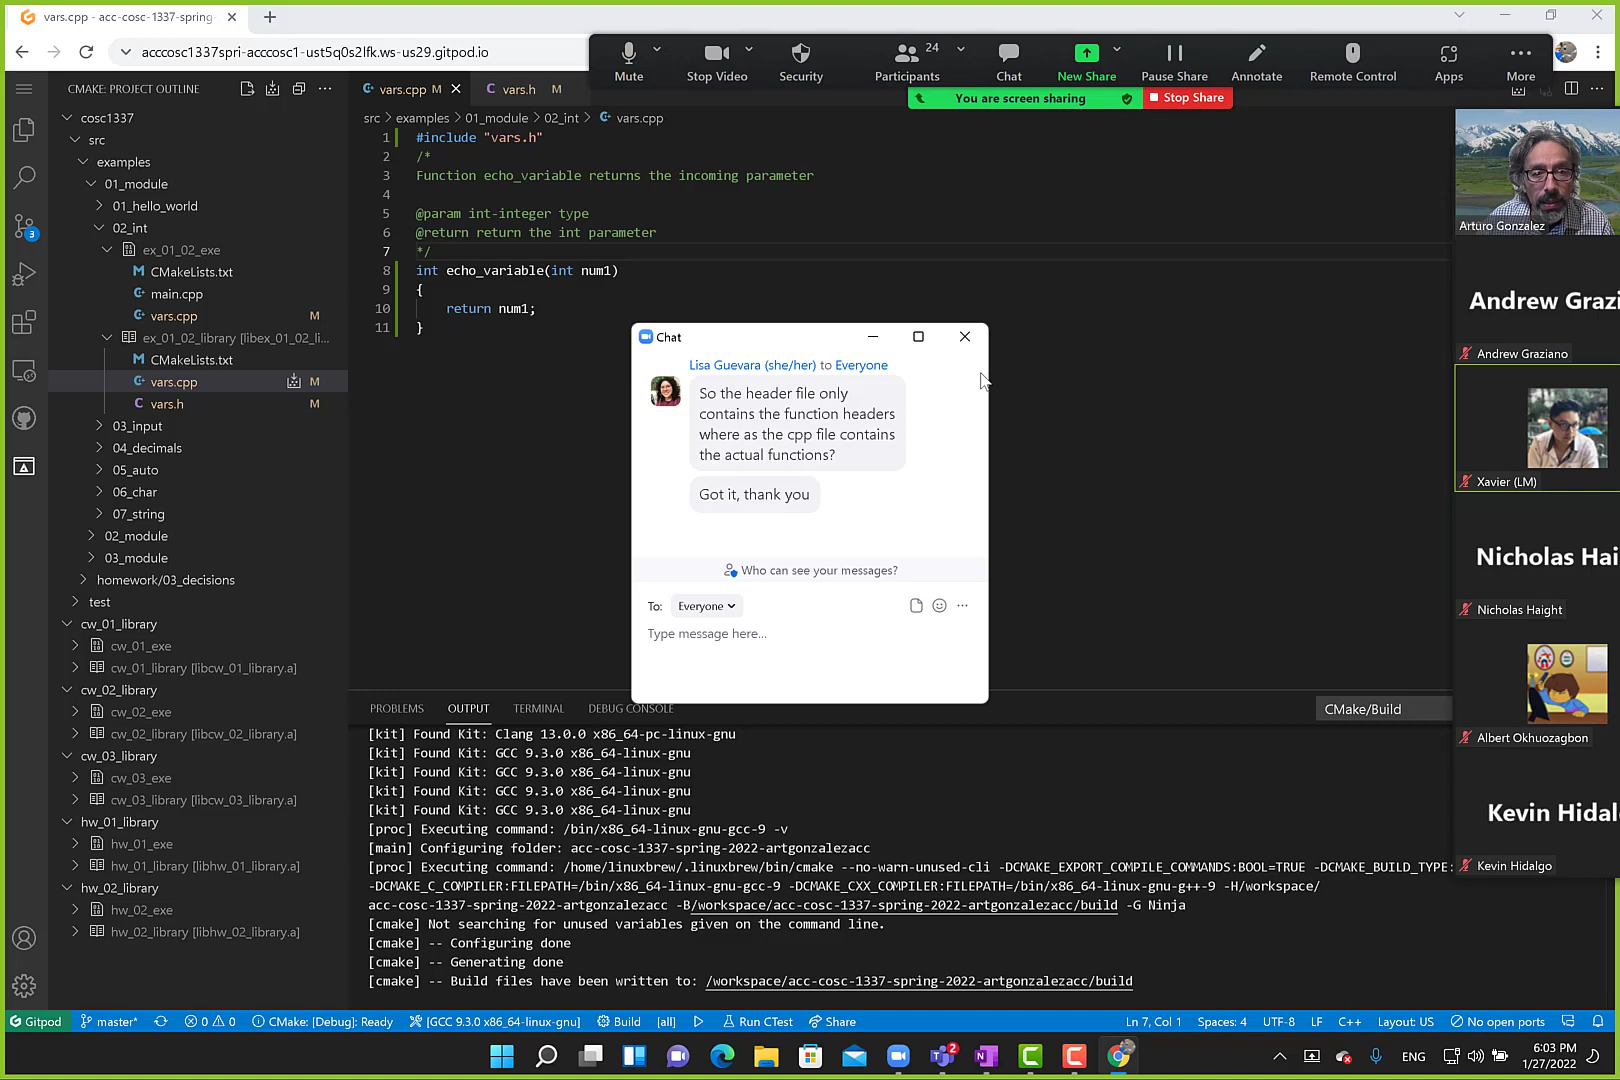 vars.cpp - acc-cosc-1337-spring-
acccosc1337spri-acccosc1-ust5q0s2lfk.ws-us29.gitpod.io
Mute
Stop Video
Security
24
Participants
Chat
New Share
Pause Share
Annotate
Remote Control
Apps
More
You are screen sharing
Stop Share
CMAKE: PROJECT OUTLINE
cosc1337
src
examples
01_module
01_hello_world
02_int
ex_01_02_exe
CMakeLists.txt
main.cpp
vars.cpp M
ex_01_02_library [libex_01_02_li...
CMakeLists.txt
vars.cpp M
vars.h M
03_input
04_decimals
05_auto
06_char
07_string
02_module
03_module
homework/03_decisions
test
cw_01_library
cw_01_exe
cw_01_library [libcw_01_library.a]
cw_02_library
cw_02_exe
cw_02_library [libcw_02_library.a]
cw_03_library
cw_03_exe
cw_03_library [libcw_03_library.a]
hw_01_library
hw_01_exe
hw_01_library [libhw_01_library.a]
hw_02_library
hw_02_exe
hw_02_library [libhw_02_library.a]
3
vars.cpp M
vars.h M
src > examples > 01_module > 02_int > vars.cpp
1 #include "vars.h"
2 /*
3 Function echo_variable returns the incoming parameter
4
5 @param int-integer type
6 @return return the int parameter
7 */
8 int echo_variable(int num1)
9 {
10 return num1;
11 }
Chat
Lisa Guevara (she/her) to Everyone
So the header file only
contains the function headers
where as the cpp file contains
the actual functions?
Got it, thank you
Who can see your messages?
To: Everyone
Type message here...
Arturo Gonzalez
Andrew Grazi
Andrew Graziano
Xavier (LM)
Nicholas Hai
Nicholas Haight
Albert Okhuozagbon
Kevin Hidal
Kevin Hidalgo
PROBLEMS OUTPUT TERMINAL DEBUG CONSOLE
CMake/Build
[kit] Found Kit: Clang 13.0.0 x86_64-pc-linux-gnu
[kit] Found Kit: GCC 9.3.0 x86_64-linux-gnu
[kit] Found Kit: GCC 9.3.0 x86_64-linux-gnu
[kit] Found Kit: GCC 9.3.0 x86_64-linux-gnu
[kit] Found Kit: GCC 9.3.0 x86_64-linux-gnu
[proc] Executing command: /bin/x86_64-linux-gnu-gcc-9 -v
[main] Configuring folder: acc-cosc-1337-spring-2022-artgonzalezacc
[proc] Executing command: /home/linuxbrew/.linuxbrew/bin/cmake --no-warn-unused-cli -DCMAKE_EXPORT_COMPILE_COMMANDS:BOOL=TRUE -DCMAKE_BUILD_TYPE:
-DCMAKE_C_COMPILER:FILEPATH=/bin/x86_64-linux-gnu-gcc-9 -DCMAKE_CXX_COMPILER:FILEPATH=/bin/x86_64-linux-gnu-g++-9 -H/workspace/
acc-cosc-1337-spring-2022-artgonzalezacc -B/workspace/acc-cosc-1337-spring-2022-artgonzalezacc/build -G Ninja
[cmake] Not searching for unused variables given on the command line.
[cmake] -- Configuring done
[cmake] -- Generating done
[cmake] -- Build files have been written to: /workspace/acc-cosc-1337-spring-2022-artgonzalezacc/build
Gitpod master* 0 0 CMake: [Debug]: Ready [GCC 9.3.0 x86_64-linux-gnu] Build [all] Run CTest Share Ln 7, Col 1 Spaces: 4 UTF-8 LF C++ Layout: US No open ports
2
ENG
6:03 PM
1/27/2022